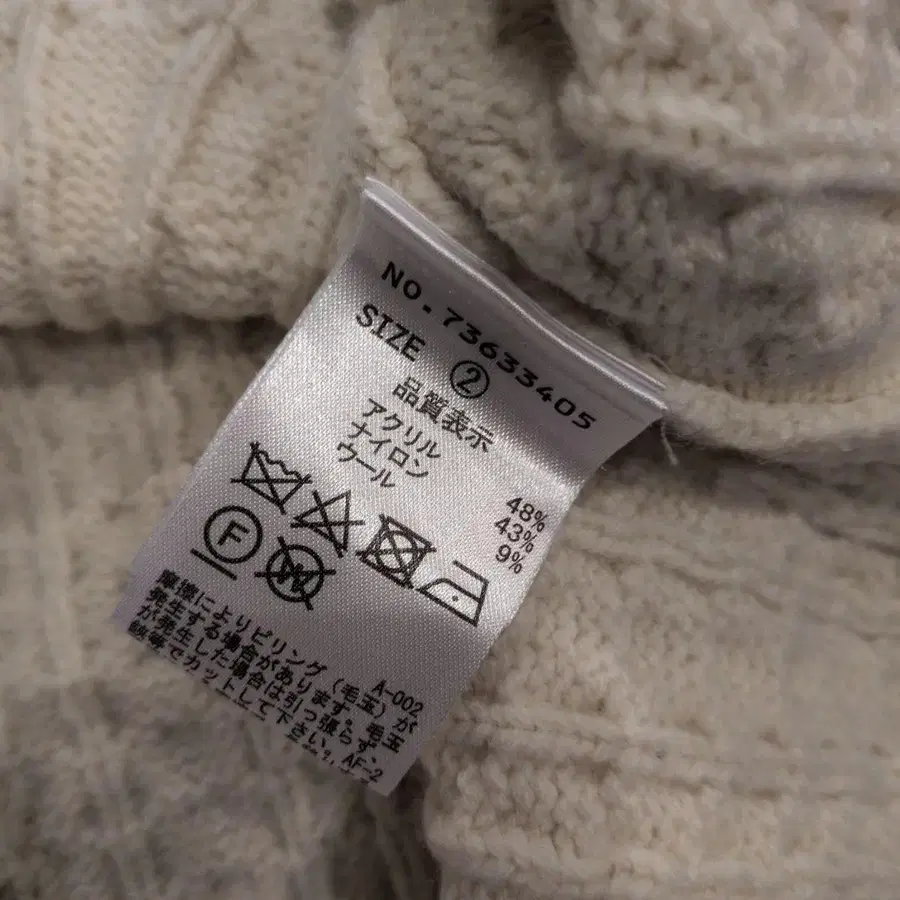 NO.73633405
SIZE ②
品質表示
アクリル 48%
ナイロン 43%
ウール 9%
F
W
A-002
摩擦によりピリング(毛玉)が
発生する場合があります。毛玉
が発生した場合は引っ張らず、
鋏等でカットして下さい。
AF-2